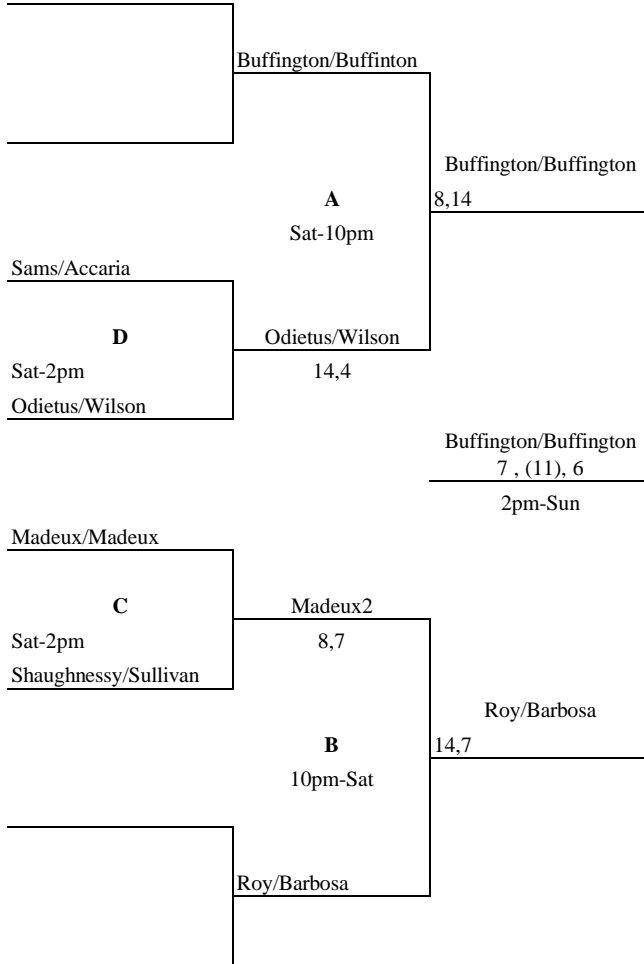 Buffington/Buffinton
Buffington/Buffington
A
8,14
Sat-10pm
Sams/Accaria
D
Odietus/Wilson
Sat-2pm
14,4
Odietus/Wilson
Buffington/Buffington
7 , (11), 6
2pm-Sun
Madeux/Madeux
C
Madeux2
Sat-2pm
8,7
Shaughnessy/Sullivan
Roy/Barbosa
B
14,7
10pm-Sat
Roy/Barbosa